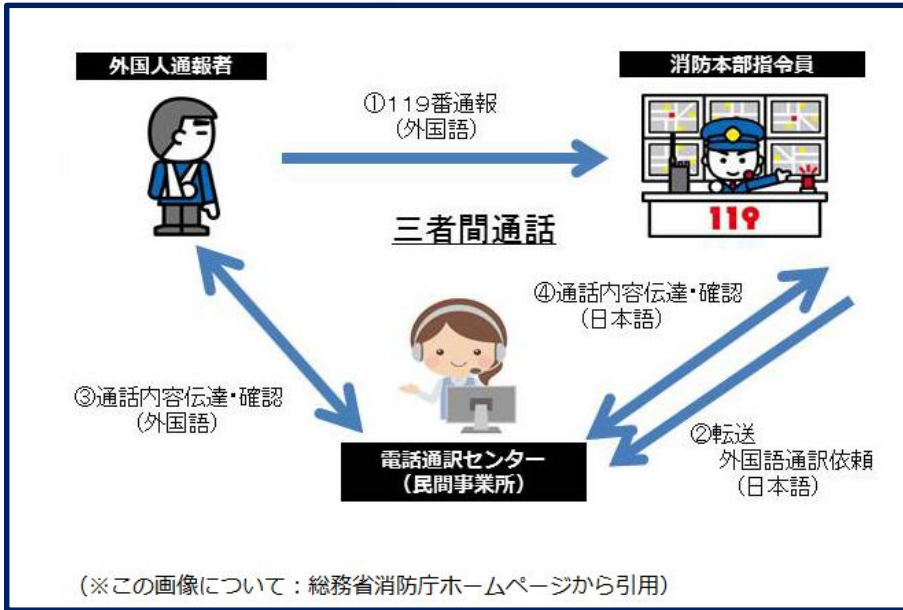 外国人通報者
消防本部指令員
①119番通報
(外国語)
119
三者間通話
④通話内容伝達・確認
(日本語)
③通話内容伝達・確認
(外国語)
②転送
外国語通訳依頼
(日本語)
電話通訳センター
(民間事業所)
(※この画像について：総務省消防庁ホームページから引用)